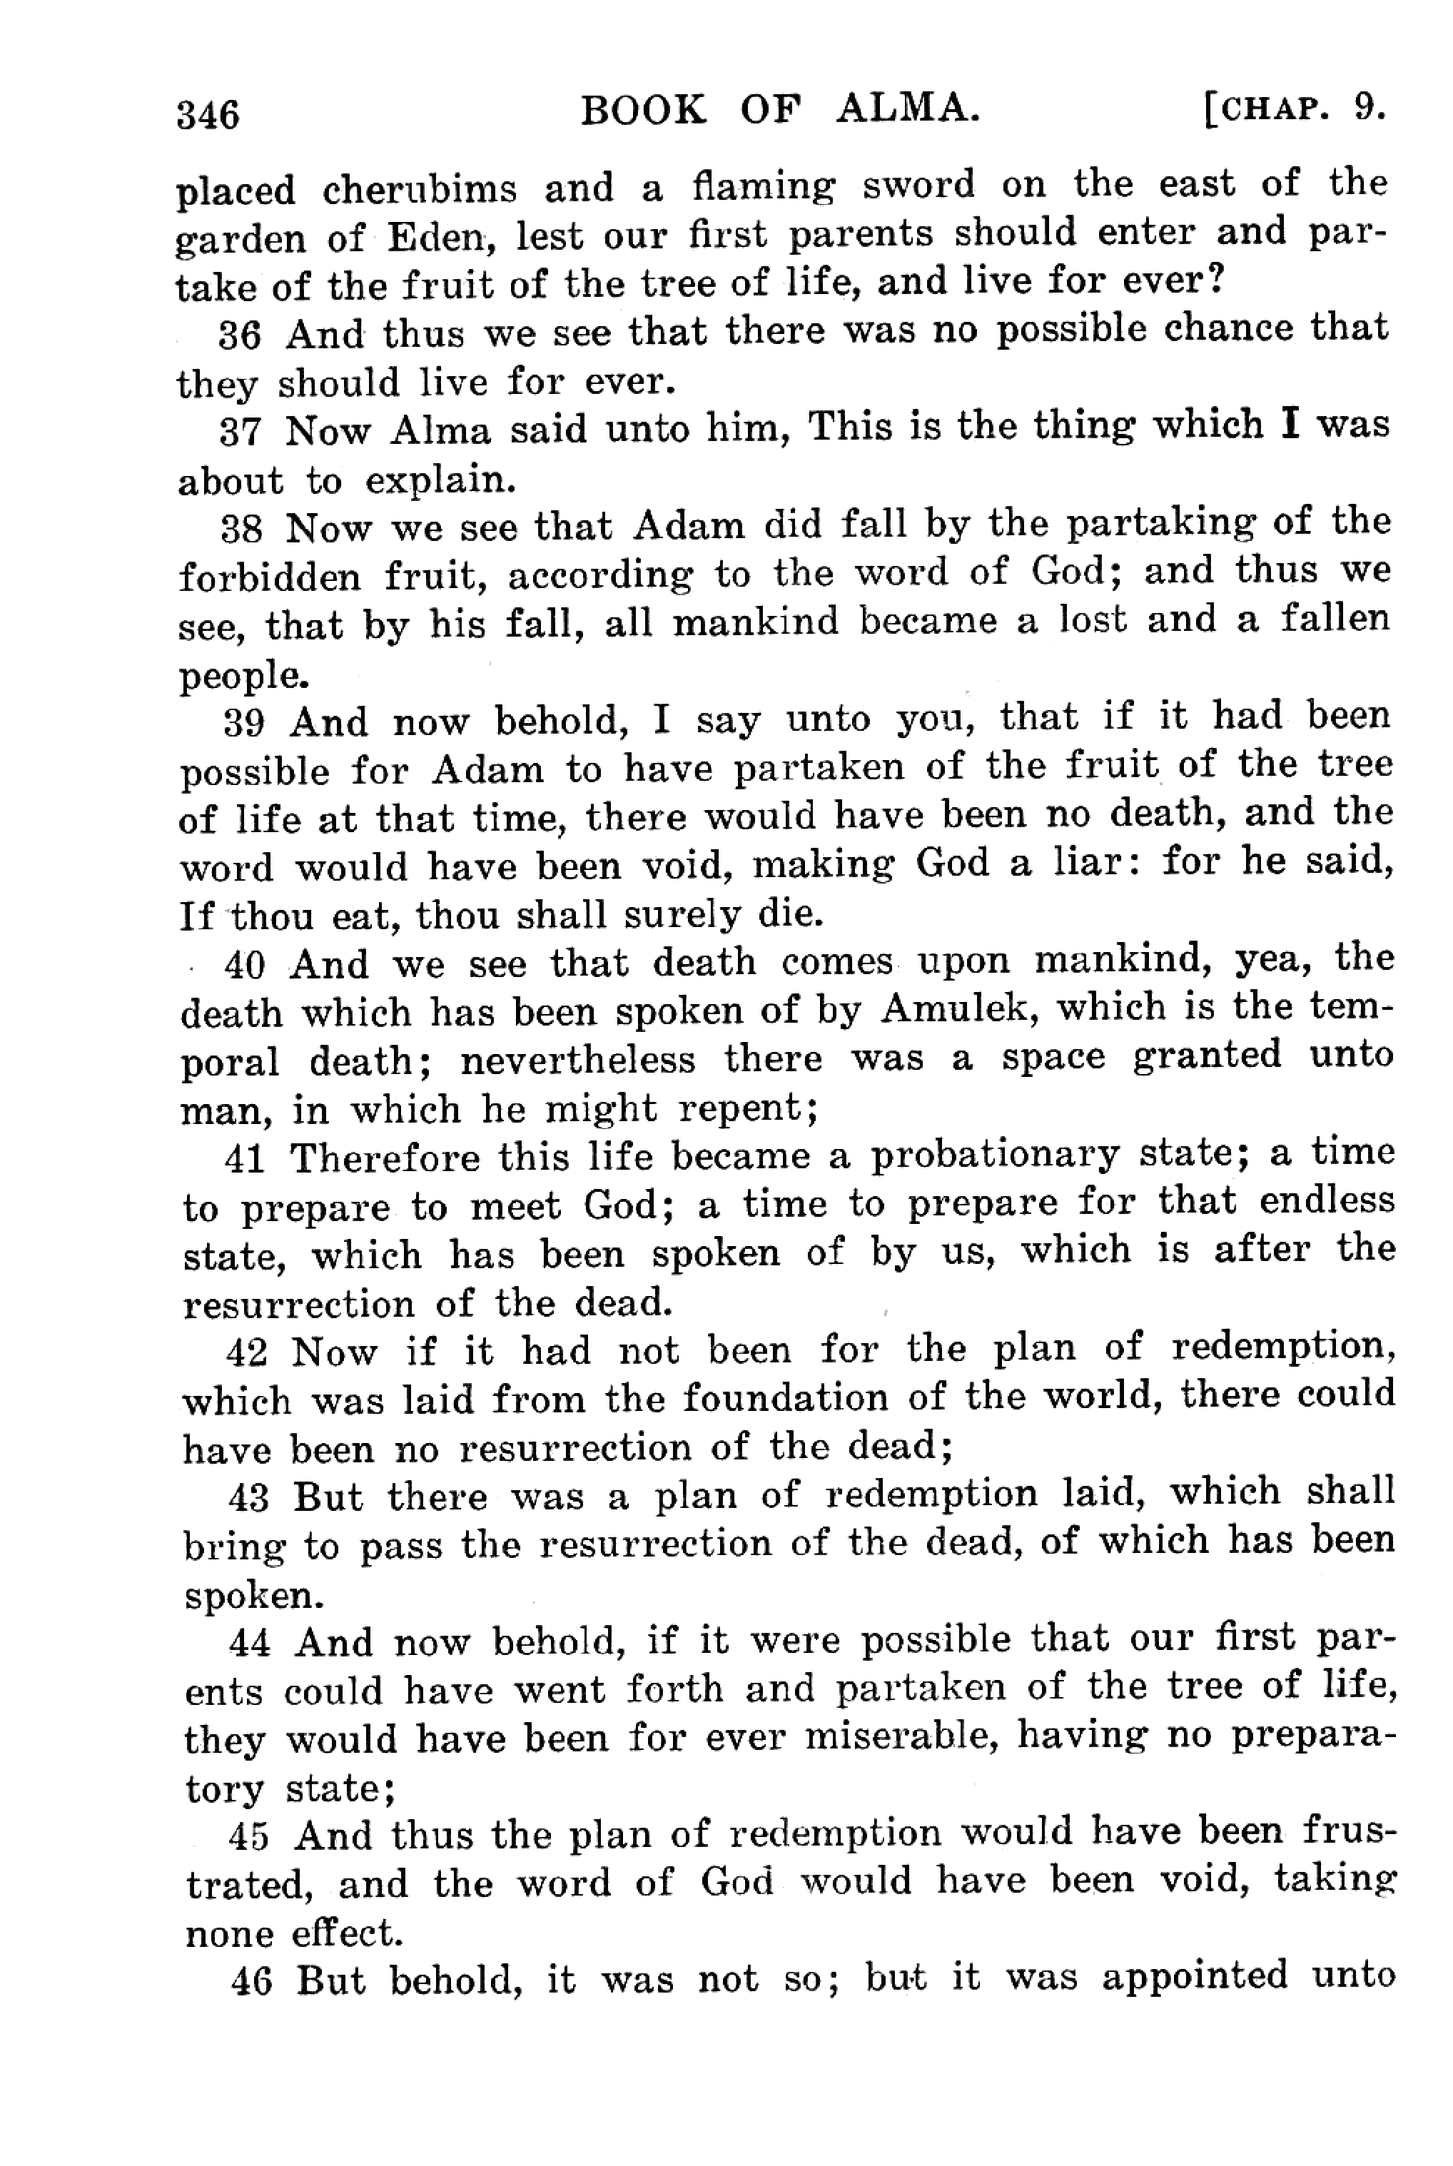 346 BOOK OF ALMA. [CHAP. 9.
placed cherubims and a flaming sword on the east of the
garden of Eden, lest our first parents should enter and par-
take of the fruit of the tree of life, and live for ever?
36 And thus we see that there was no possible chance that
they should live for ever.
37 Now Alma said unto him, This is the thing which I was
about to explain.
38 Now we see that Adam did fall by the partaking of the
forbidden fruit, according to the word of God; and thus we
see, that by his fall, all mankind became a lost and a fallen
people.
39 And now behold, I say unto you, that if it had been
possible for Adam to have partaken of the fruit of the tree
of life at that time, there would have been no death, and the
word would have been void, making God a liar: for he said,
If thou eat, thou shall surely die.
40 And we see that death comes upon mankind, yea, the
death which has been spoken of by Amulek, which is the tem-
poral death; nevertheless there was a space granted unto
man, in which he might repent;
41 Therefore this life became a probationary state; a time
to prepare to meet God; a time to prepare for that endless
state, which has been spoken of by us, which is after the
resurrection of the dead.
42 Now if it had not been for the plan of redemption,
which was laid from the foundation of the world, there could
have been no resurrection of the dead;
43 But there was a plan of redemption laid, which shall
bring to pass the resurrection of the dead, of which has been
spoken.
44 And now behold, if it were possible that our first par-
ents could have went forth and partaken of the tree of life,
they would have been for ever miserable, having no prepara-
tory state;
45 And thus the plan of redemption would have been frus-
trated, and the word of God would have been void, taking
none effect.
46 But behold, it was not so; but it was appointed unto